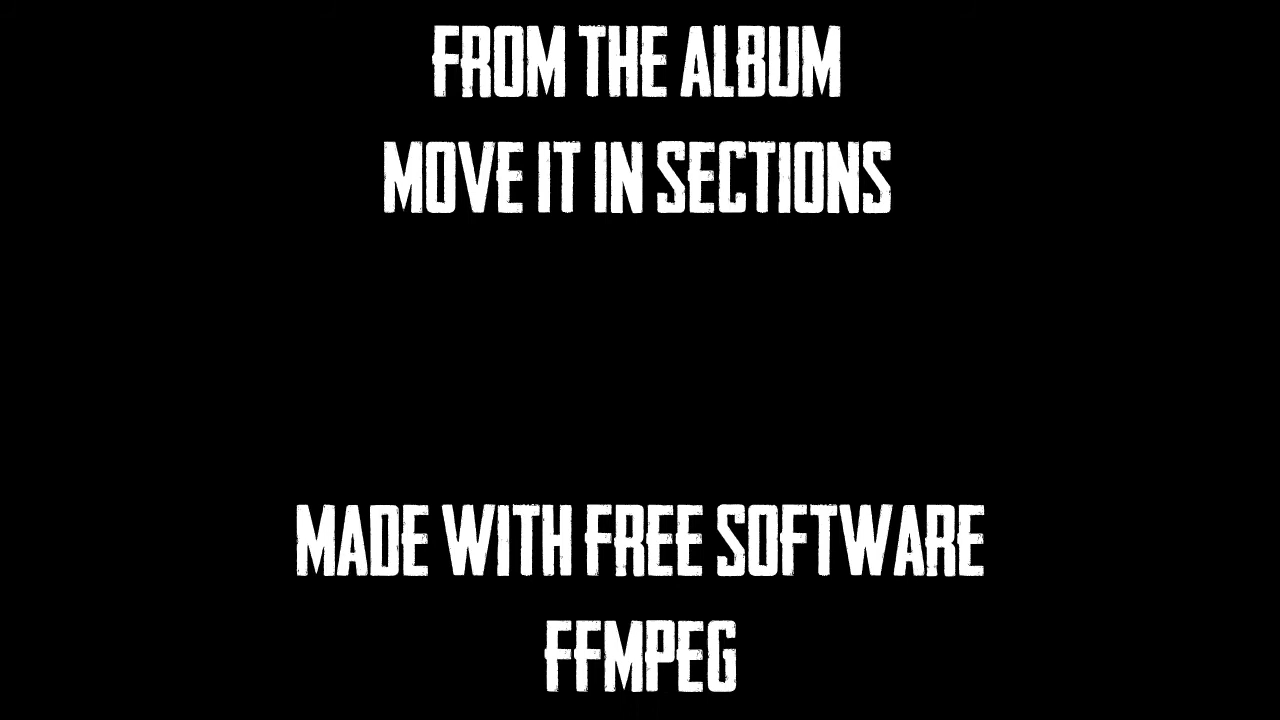 FROM THE ALBUM
MOVE IT IN SECTIONS
MADE WITH FREE SOFTWARE
FFMPEG